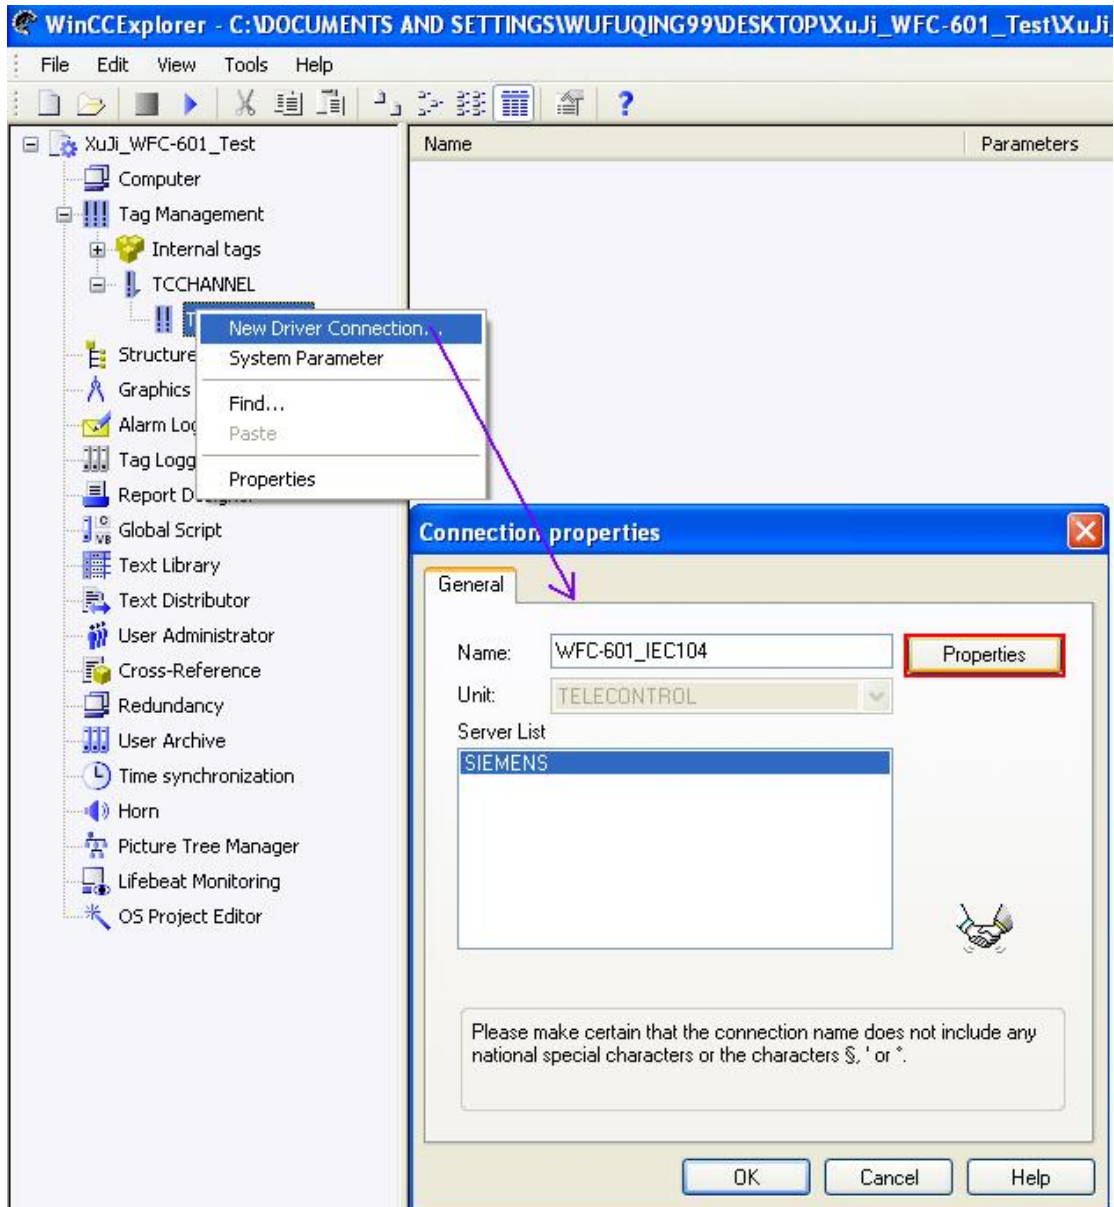 WinCCExplorer - C:\DOCUMENTS AND SETTINGS\WUFUQING99\DESKTOP\XuJi_WFC-601_Test\XuJi_
File Edit View Tools Help
XuJi_WFC-601_Test
Computer
Tag Management
Internal tags
TCCHANNEL
Structure
Graphics
Alarm Log
Tag Logg
Report D
Global Script
Text Library
Text Distributor
User Administrator
Cross-Reference
Redundancy
User Archive
Time synchronization
Horn
Picture Tree Manager
Lifebeat Monitoring
OS Project Editor
New Driver Connection...
System Parameter
Find...
Paste
Properties
Name Parameters
Connection properties
General
Name: WFC-601_IEC104 Properties
Unit: TELECONTROL
Server List
SIEMENS
Please make certain that the connection name does not include any
national special characters or the characters §, ' or ".
OK Cancel Help